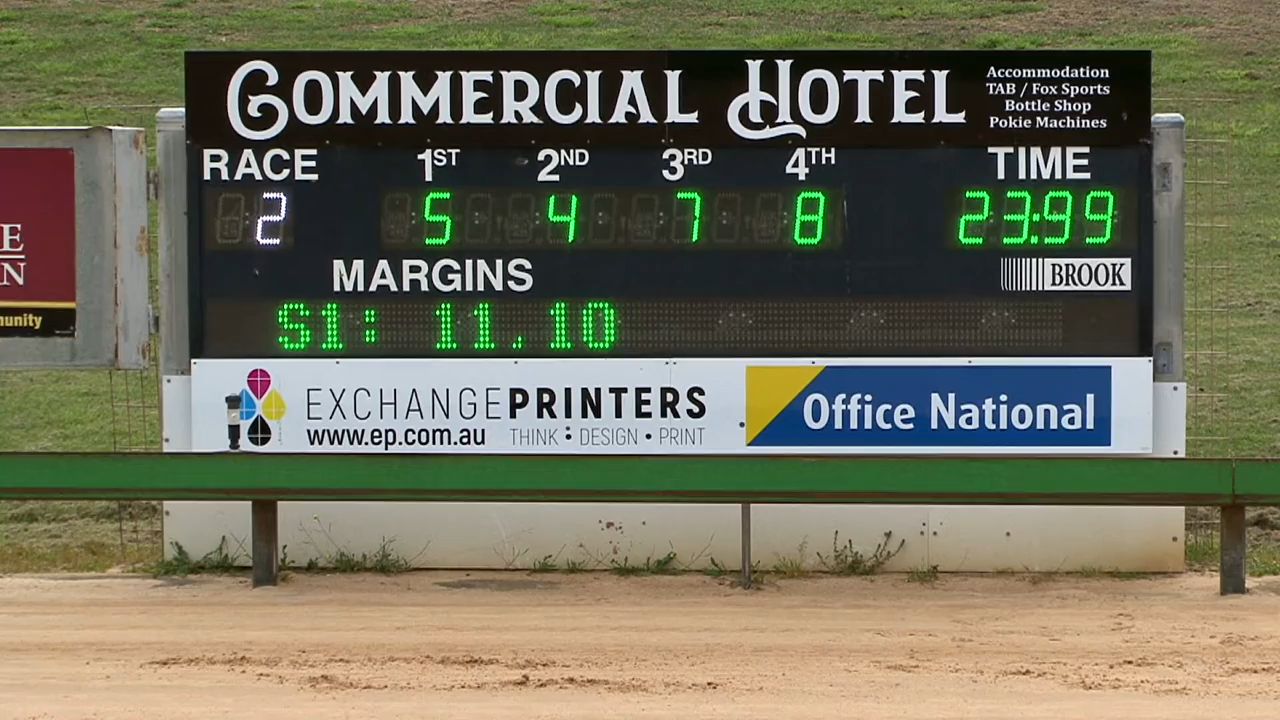 COMMERCIAL HOTEL
Accommodation
TAB / Fox Sports
Bottle Shop
Pokie Machines
RACE 1ST 2ND 3RD 4TH TIME
2 5 4 7 8 23:99
MARGINS
BROOK
S1: 11.10
EXCHANGEPRINTERS
www.ep.com.au THINK • DESIGN • PRINT
Office National
E
N
unity